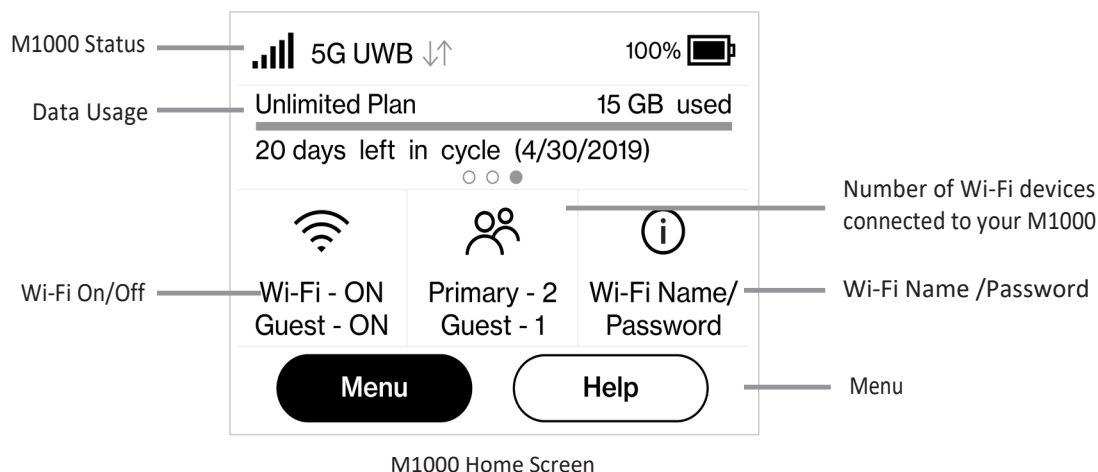 M1000 Status
5G UWB ↓↑ 100%
Data Usage
Unlimited Plan 15 GB used
20 days left in cycle (4/30/2019)
Number of Wi-Fi devices
connected to your M1000
Wi-Fi On/Off
Wi-Fi - ON
Guest - ON
Primary - 2
Guest - 1
Wi-Fi Name/
Password
Wi-Fi Name /Password
Menu
Help
Menu
M1000 Home Screen